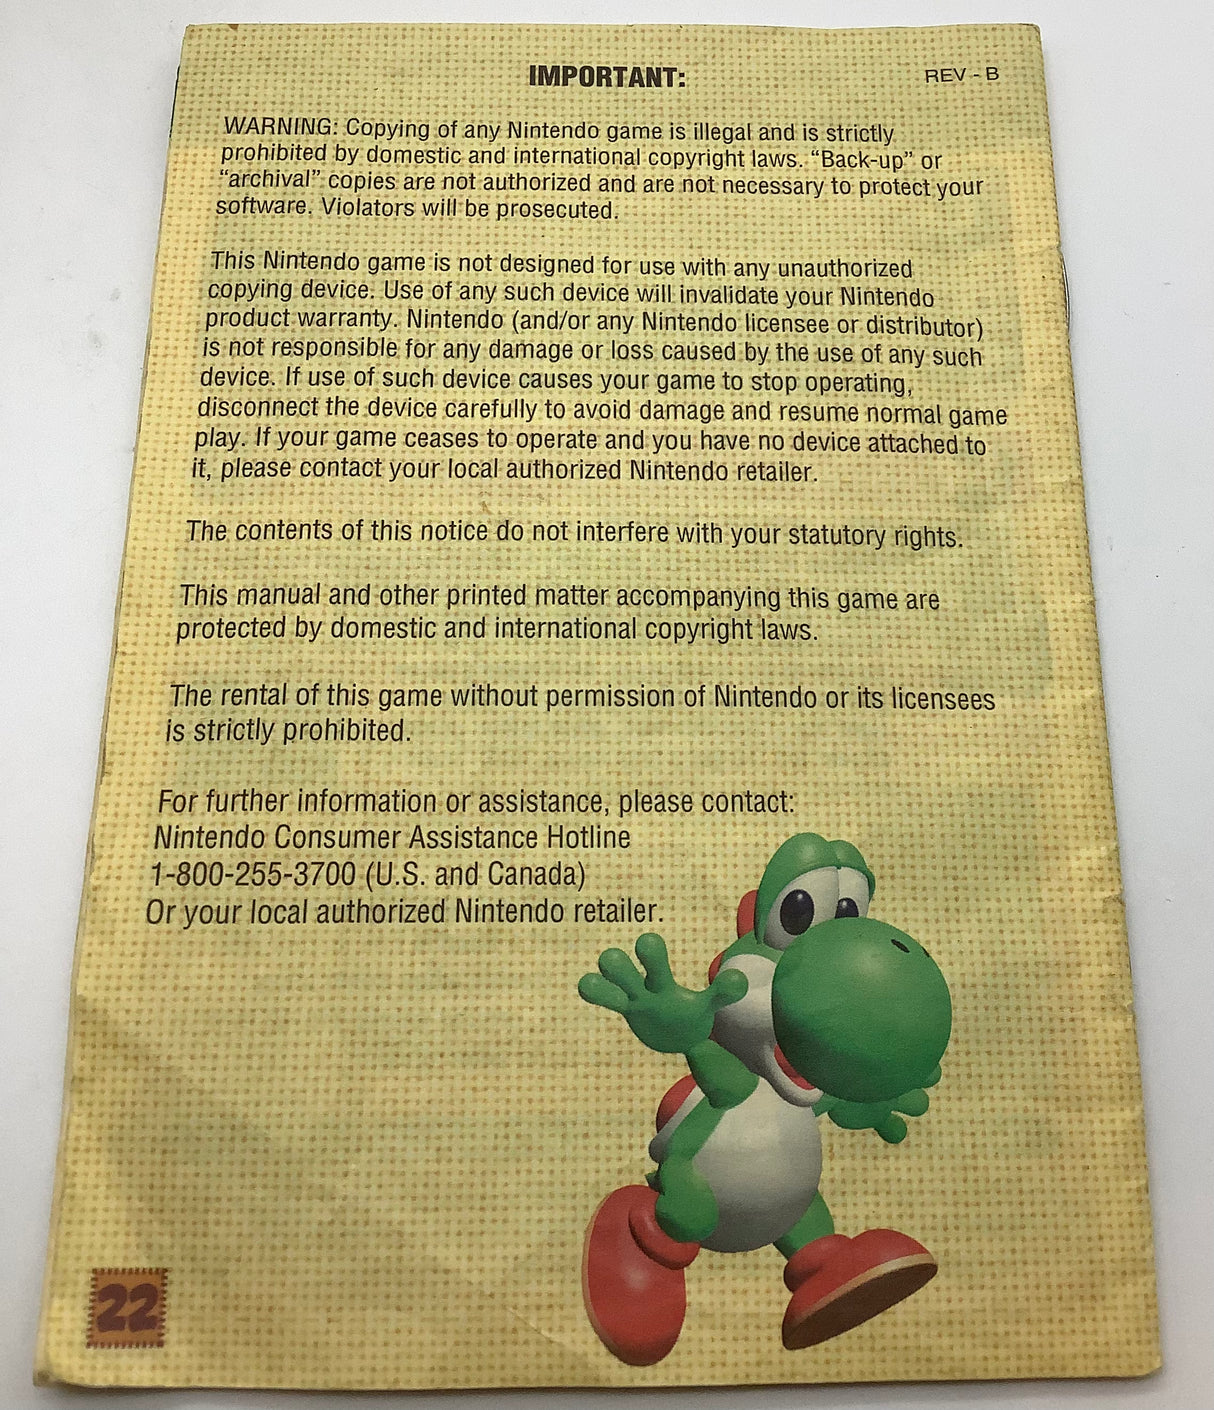 IMPORTANT:
REV - B
WARNING: Copying of any Nintendo game is illegal and is strictly
prohibited by domestic and international copyright laws. “Back-up” or
“archival” copies are not authorized and are not necessary to protect your
software. Violators will be prosecuted.
This Nintendo game is not designed for use with any unauthorized
copying device. Use of any such device will invalidate your Nintendo
product warranty. Nintendo (and/or any Nintendo licensee or distributor)
is not responsible for any damage or loss caused by the use of any such
device. If use of such device causes your game to stop operating,
disconnect the device carefully to avoid damage and resume normal game
play. If your game ceases to operate and you have no device attached to
it, please contact your local authorized Nintendo retailer.
The contents of this notice do not interfere with your statutory rights.
This manual and other printed matter accompanying this game are
protected by domestic and international copyright laws.
The rental of this game without permission of Nintendo or its licensees
is strictly prohibited.
For further information or assistance, please contact:
Nintendo Consumer Assistance Hotline
1-800-255-3700 (U.S. and Canada)
Or your local authorized Nintendo retailer.
22